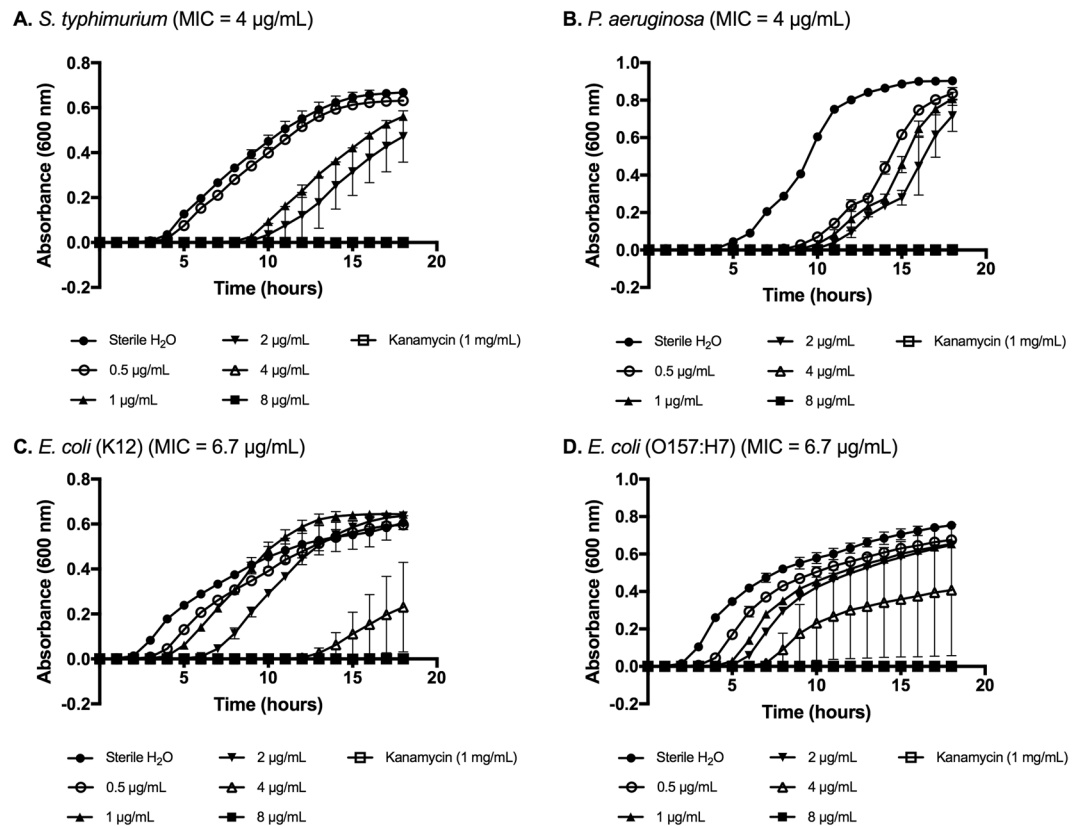 A. S. typhimurium (MIC = 4 µg/mL)
Absorbance (600 nm)
0.8
0.6
0.4
0.2
0.0
-0.2
5
10
15
20
Time (hours)
Sterile H₂O
0.5 µg/mL
1 µg/mL
2 µg/mL
4 µg/mL
8 µg/mL
Kanamycin (1 mg/mL)
B. P. aeruginosa (MIC = 4 µg/mL)
Absorbance (600 nm)
1.0
0.8
0.6
0.4
0.2
0.0
-0.2
5
10
15
20
Time (hours)
Sterile H₂O
0.5 µg/mL
1 µg/mL
2 µg/mL
4 µg/mL
8 µg/mL
Kanamycin (1 mg/mL)
C. E. coli (K12) (MIC = 6.7 µg/mL)
Absorbance (600 nm)
0.8
0.6
0.4
0.2
0.0
-0.2
5
10
15
20
Time (hours)
Sterile H₂O
0.5 µg/mL
1 µg/mL
2 µg/mL
4 µg/mL
8 µg/mL
Kanamycin (1 mg/mL)
D. E. coli (O157:H7) (MIC = 6.7 µg/mL)
Absorbance (600 nm)
1.0
0.8
0.6
0.4
0.2
0.0
-0.2
5
10
15
20
Time (hours)
Sterile H₂O
0.5 µg/mL
1 µg/mL
2 µg/mL
4 µg/mL
8 µg/mL
Kanamycin (1 mg/mL)